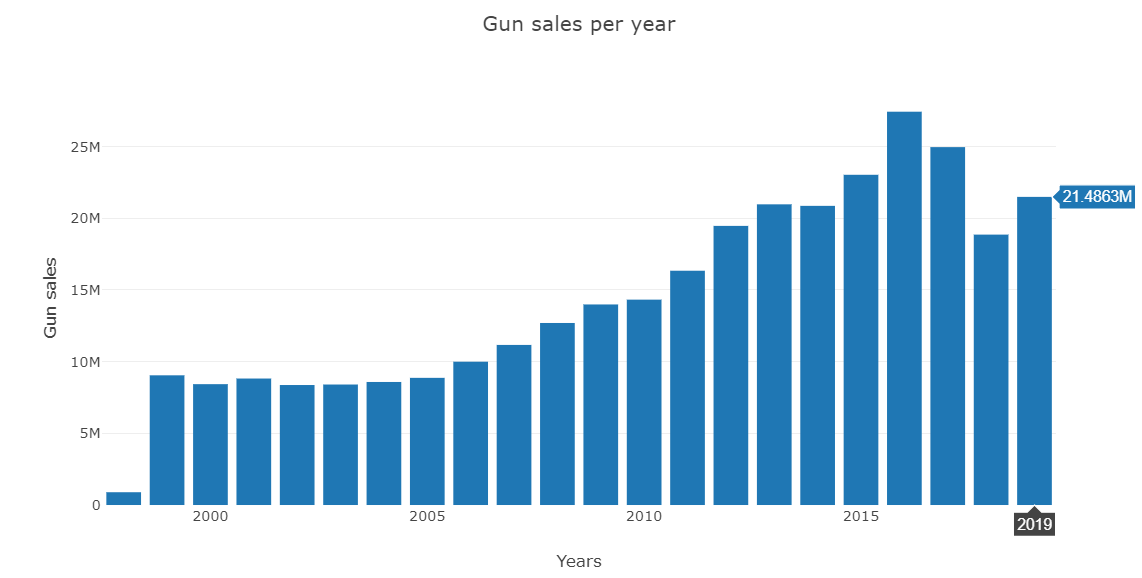 Gun sales per year
25M
20M
15M
10M
5M
0
Gun sales
21.4863M
2000
2005
2010
2015
2019
Years